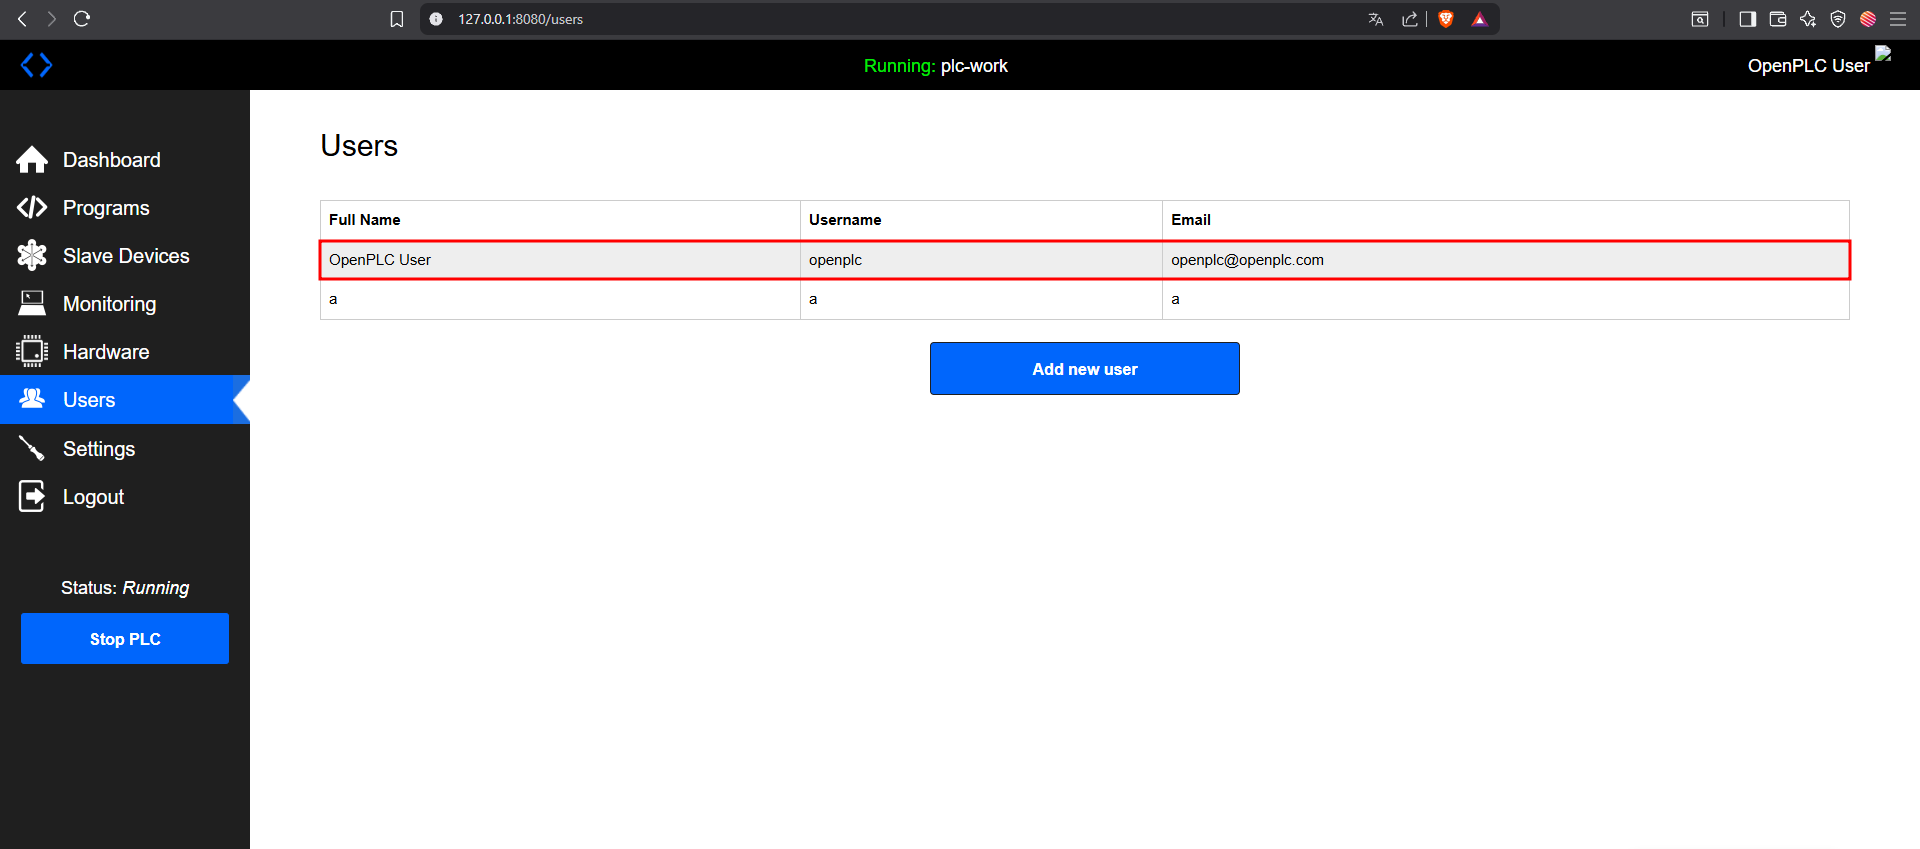 127.0.0.1:8080/users
Running: plc-work
OpenPLC User
Dashboard
Programs
Slave Devices
Monitoring
Hardware
Users
Settings
Logout
Status: Running
Stop PLC
Users
Full Name Username Email
OpenPLC User openplc openplc@openplc.com
a a a
Add new user